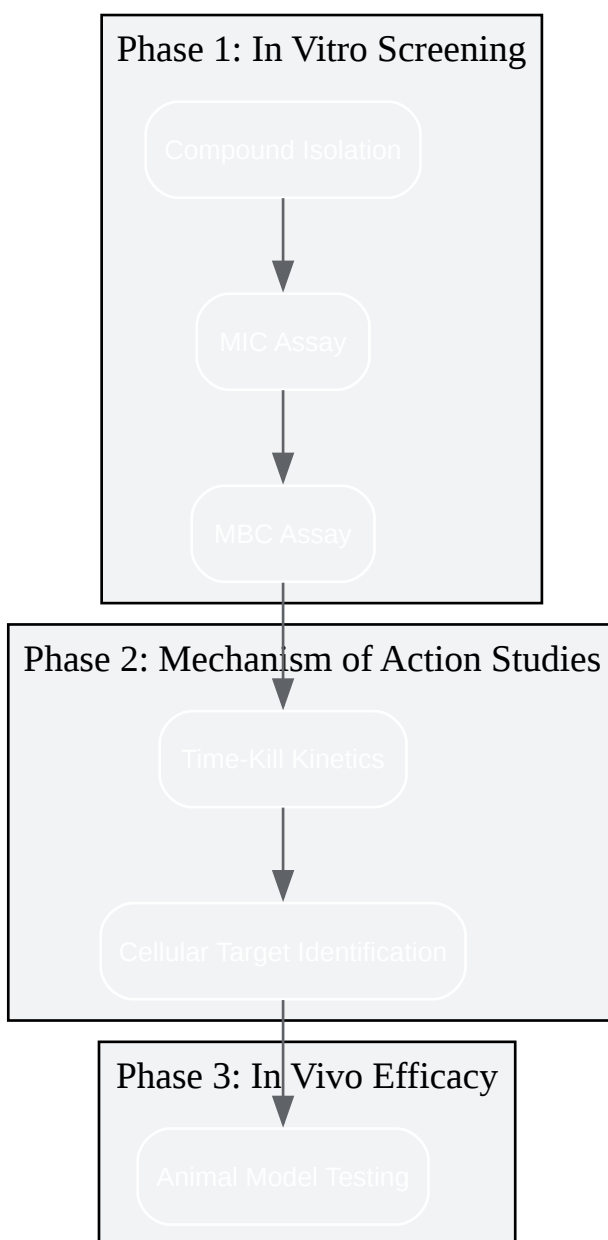 Phase 1: In Vitro Screening
Compound Isolation
MIC Assay
MBC Assay
Phase 2: Mechanism of Action Studies
Time-Kill Kinetics
Cellular Target Identification
Phase 3: In Vivo Efficacy
Animal Model Testing